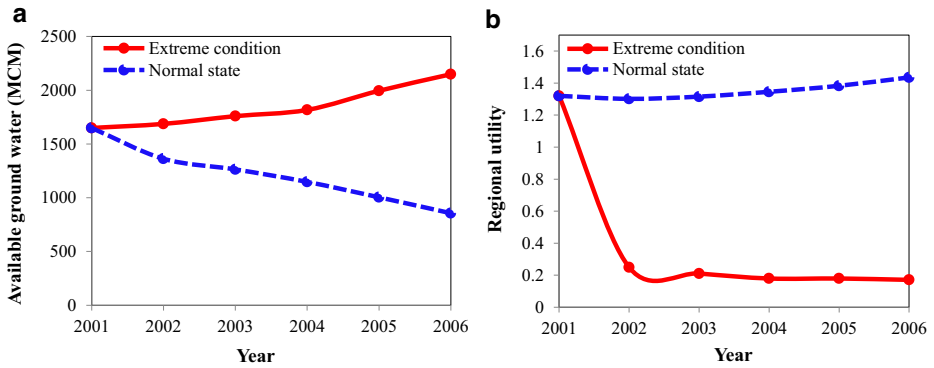 a
Available ground water (MCM)
2500
2000
1500
1000
500
0
Extreme condition
Normal state
2001 2002 2003 2004 2005 2006
Year
b
Regional utility
1.6
1.4
1.2
1
0.8
0.6
0.4
0.2
0
Extreme condition
Normal state
2001 2002 2003 2004 2005 2006
Year